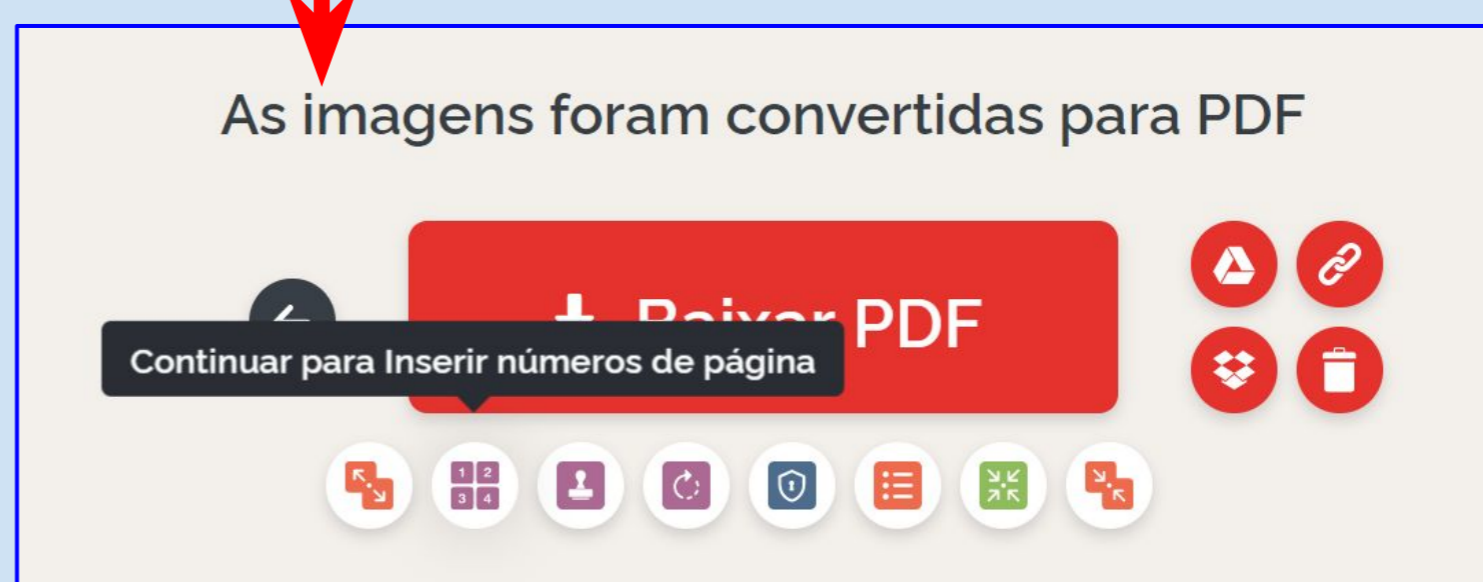 As imagens foram convertidas para PDF
Baixar PDF
Continuar para Inserir números de página
1 2
3 4